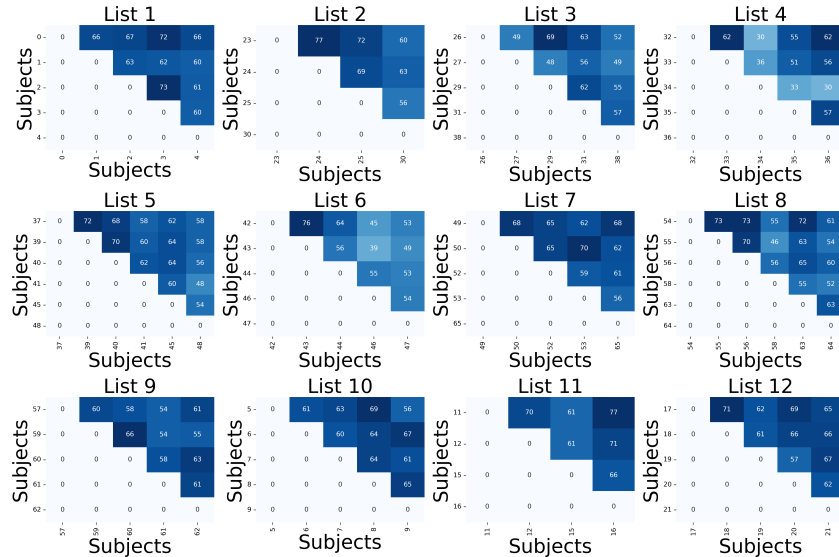 List 1
List 2
List 3
List 4
0 0 66 67 72 66
1 0 0 63 62 60
2 0 0 0 73 61
3 0 0 0 0 60
4 0 0 0 0 0
0 1 2 3 4
Subjects
Subjects
23 0 77 72 60
24 0 0 69 63
25 0 0 0 56
30 0 0 0 0
23 24 25 30
Subjects
Subjects
26 0 49 69 63 52
27 0 0 48 56 49
29 0 0 0 62 55
31 0 0 0 0 57
38 0 0 0 0 0
26 27 29 31 38
Subjects
Subjects
32 0 62 30 55 62
33 0 0 36 51 56
34 0 0 0 33 30
35 0 0 0 0 57
36 0 0 0 0 0
32 33 34 35 36
Subjects
Subjects
List 5
List 6
List 7
List 8
37 0 72 68 58 62 58
39 0 0 70 60 64 58
40 0 0 0 62 64 56
41 0 0 0 0 60 48
45 0 0 0 0 0 54
48 0 0 0 0 0 0
37 39 40 41 45 48
Subjects
Subjects
42 0 76 64 45 53
43 0 0 56 39 49
44 0 0 0 55 53
46 0 0 0 0 54
47 0 0 0 0 0
42 43 44 46 47
Subjects
Subjects
49 0 68 65 62 68
50 0 0 65 70 62
52 0 0 0 59 61
53 0 0 0 0 56
65 0 0 0 0 0
49 50 52 53 65
Subjects
Subjects
54 0 73 73 55 72 61
55 0 0 70 46 63 54
56 0 0 0 56 65 60
58 0 0 0 0 55 52
63 0 0 0 0 0 63
64 0 0 0 0 0 0
54 55 56 58 63 64
Subjects
Subjects
List 9
List 10
List 11
List 12
57 0 60 58 54 61
59 0 0 66 54 55
60 0 0 0 58 63
61 0 0 0 0 61
62 0 0 0 0 0
57 59 60 61 62
Subjects
Subjects
5 0 61 63 69 56
6 0 0 60 64 67
7 0 0 0 64 61
8 0 0 0 0 65
9 0 0 0 0 0
5 6 7 8 9
Subjects
Subjects
11 0 70 61 77
12 0 0 61 71
15 0 0 0 66
16 0 0 0 0
11 12 15 16
Subjects
Subjects
17 0 71 62 69 65
18 0 0 61 66 66
19 0 0 0 57 67
20 0 0 0 0 62
21 0 0 0 0 0
17 18 19 20 21
Subjects
Subjects